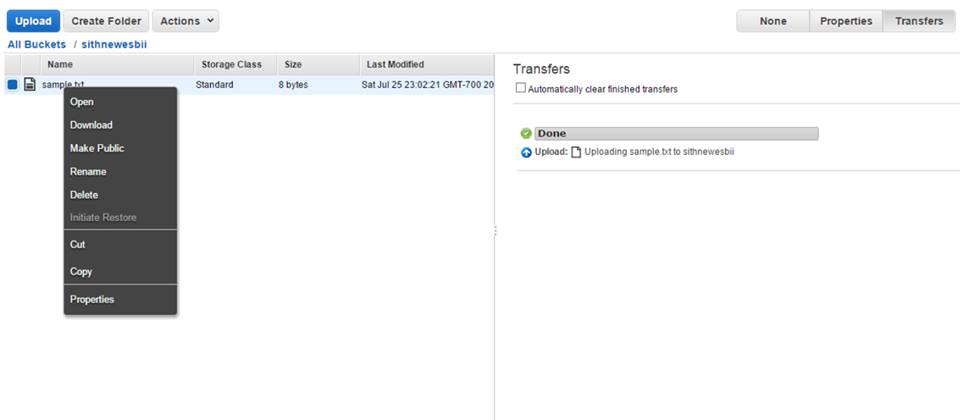 Upload Create Folder Actions None Properties Transfers
All Buckets / sithnewesbii
Name Storage Class Size Last Modified
sample.txt Standard 8 bytes Sat Jul 25 23:02:21 GMT-700 20
Open
Download
Make Public
Rename
Delete
Initiate Restore
Cut
Copy
Properties
Transfers
Automatically clear finished transfers
Done
Upload: Uploading sample.txt to sithnewesbii